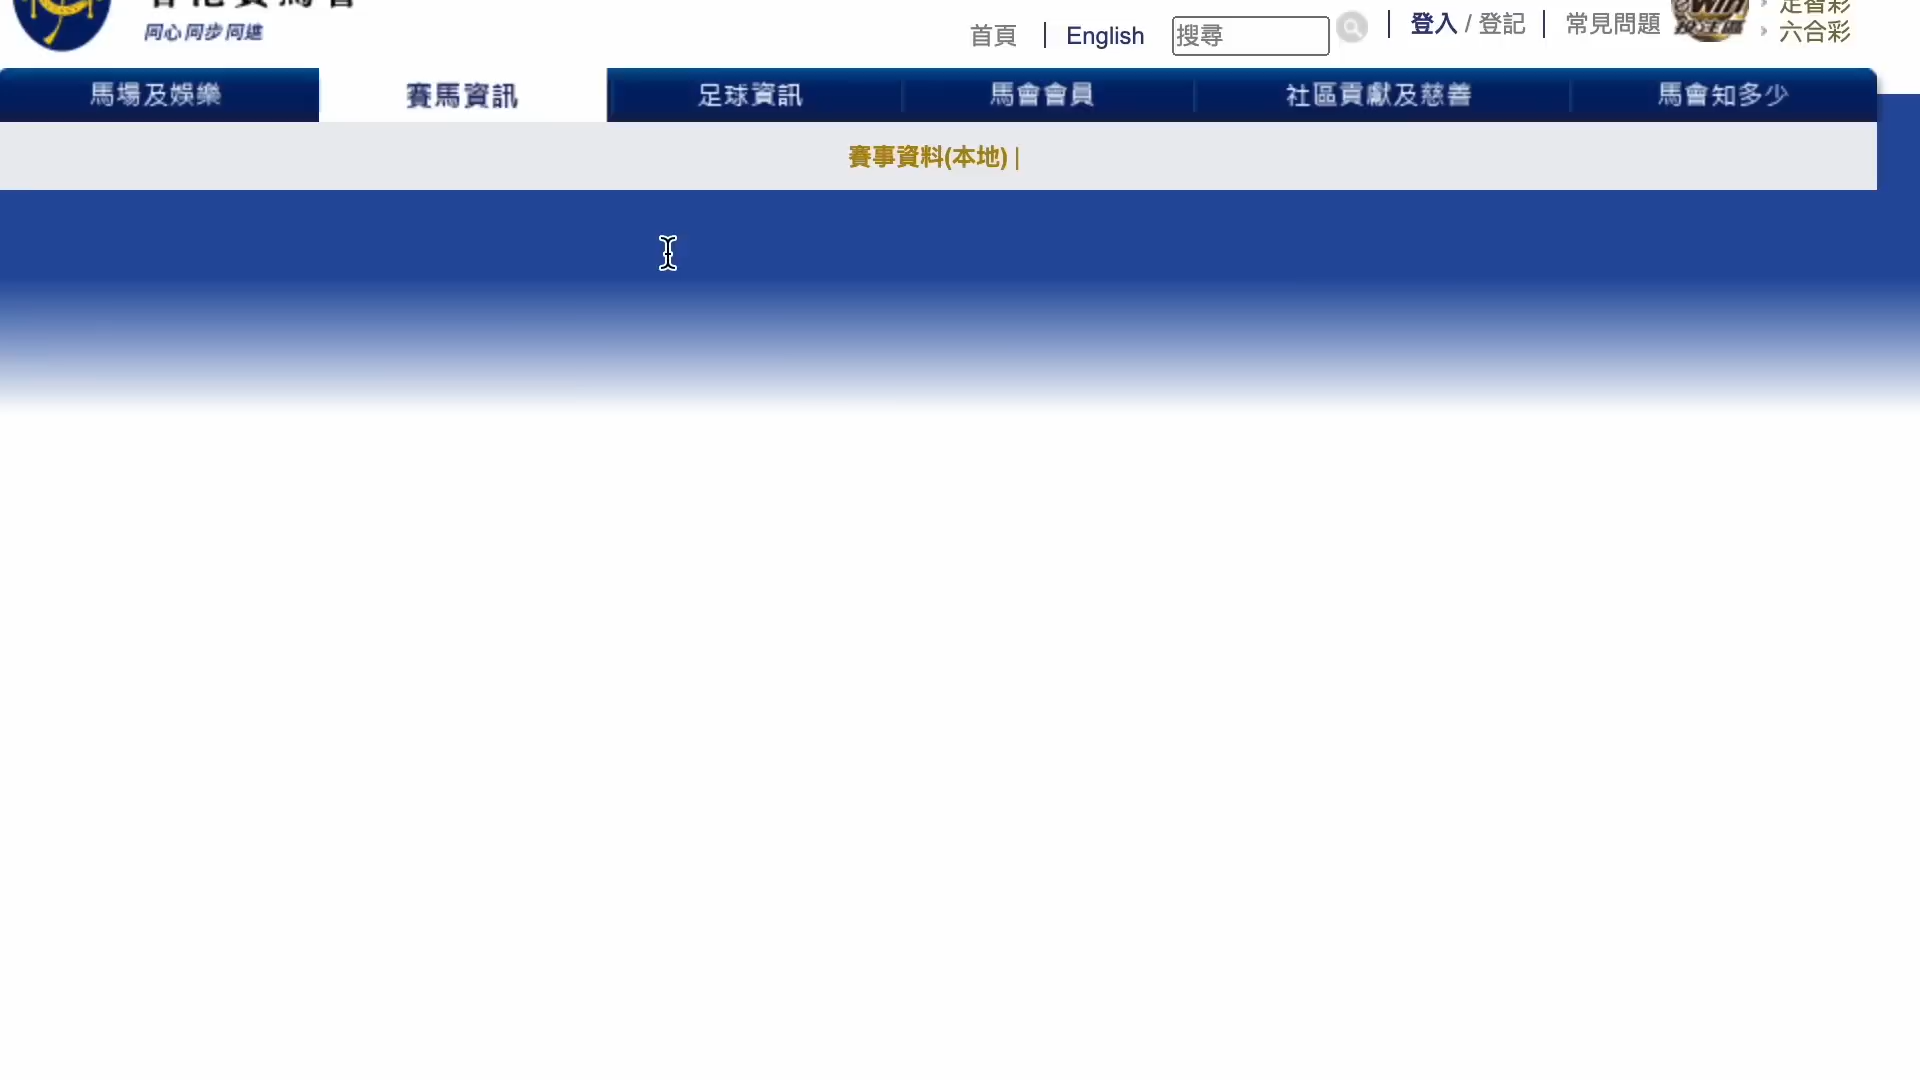 同心同步同進
首頁 | English 搜尋 | 登入 / 登記 | 常見問題
六合彩
馬場及娛樂 賽馬資訊 足球資訊 馬會會員 社區貢獻及慈善 馬會知多少
賽事資料(本地) |